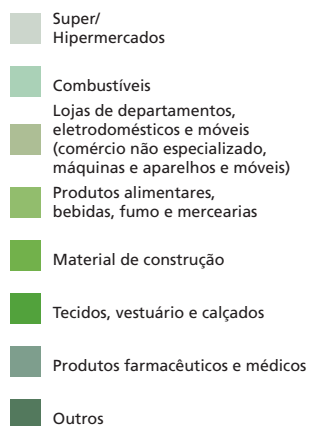 Super/
Hipermercados
Combustíveis
Lojas de departamentos,
eletrodomésticos e móveis
(comércio não especializado,
máquinas e aparelhos e móveis)
Produtos alimentares,
bebidas, fumo e mercearias
Material de construção
Tecidos, vestuário e calçados
Produtos farmacêuticos e médicos
Outros